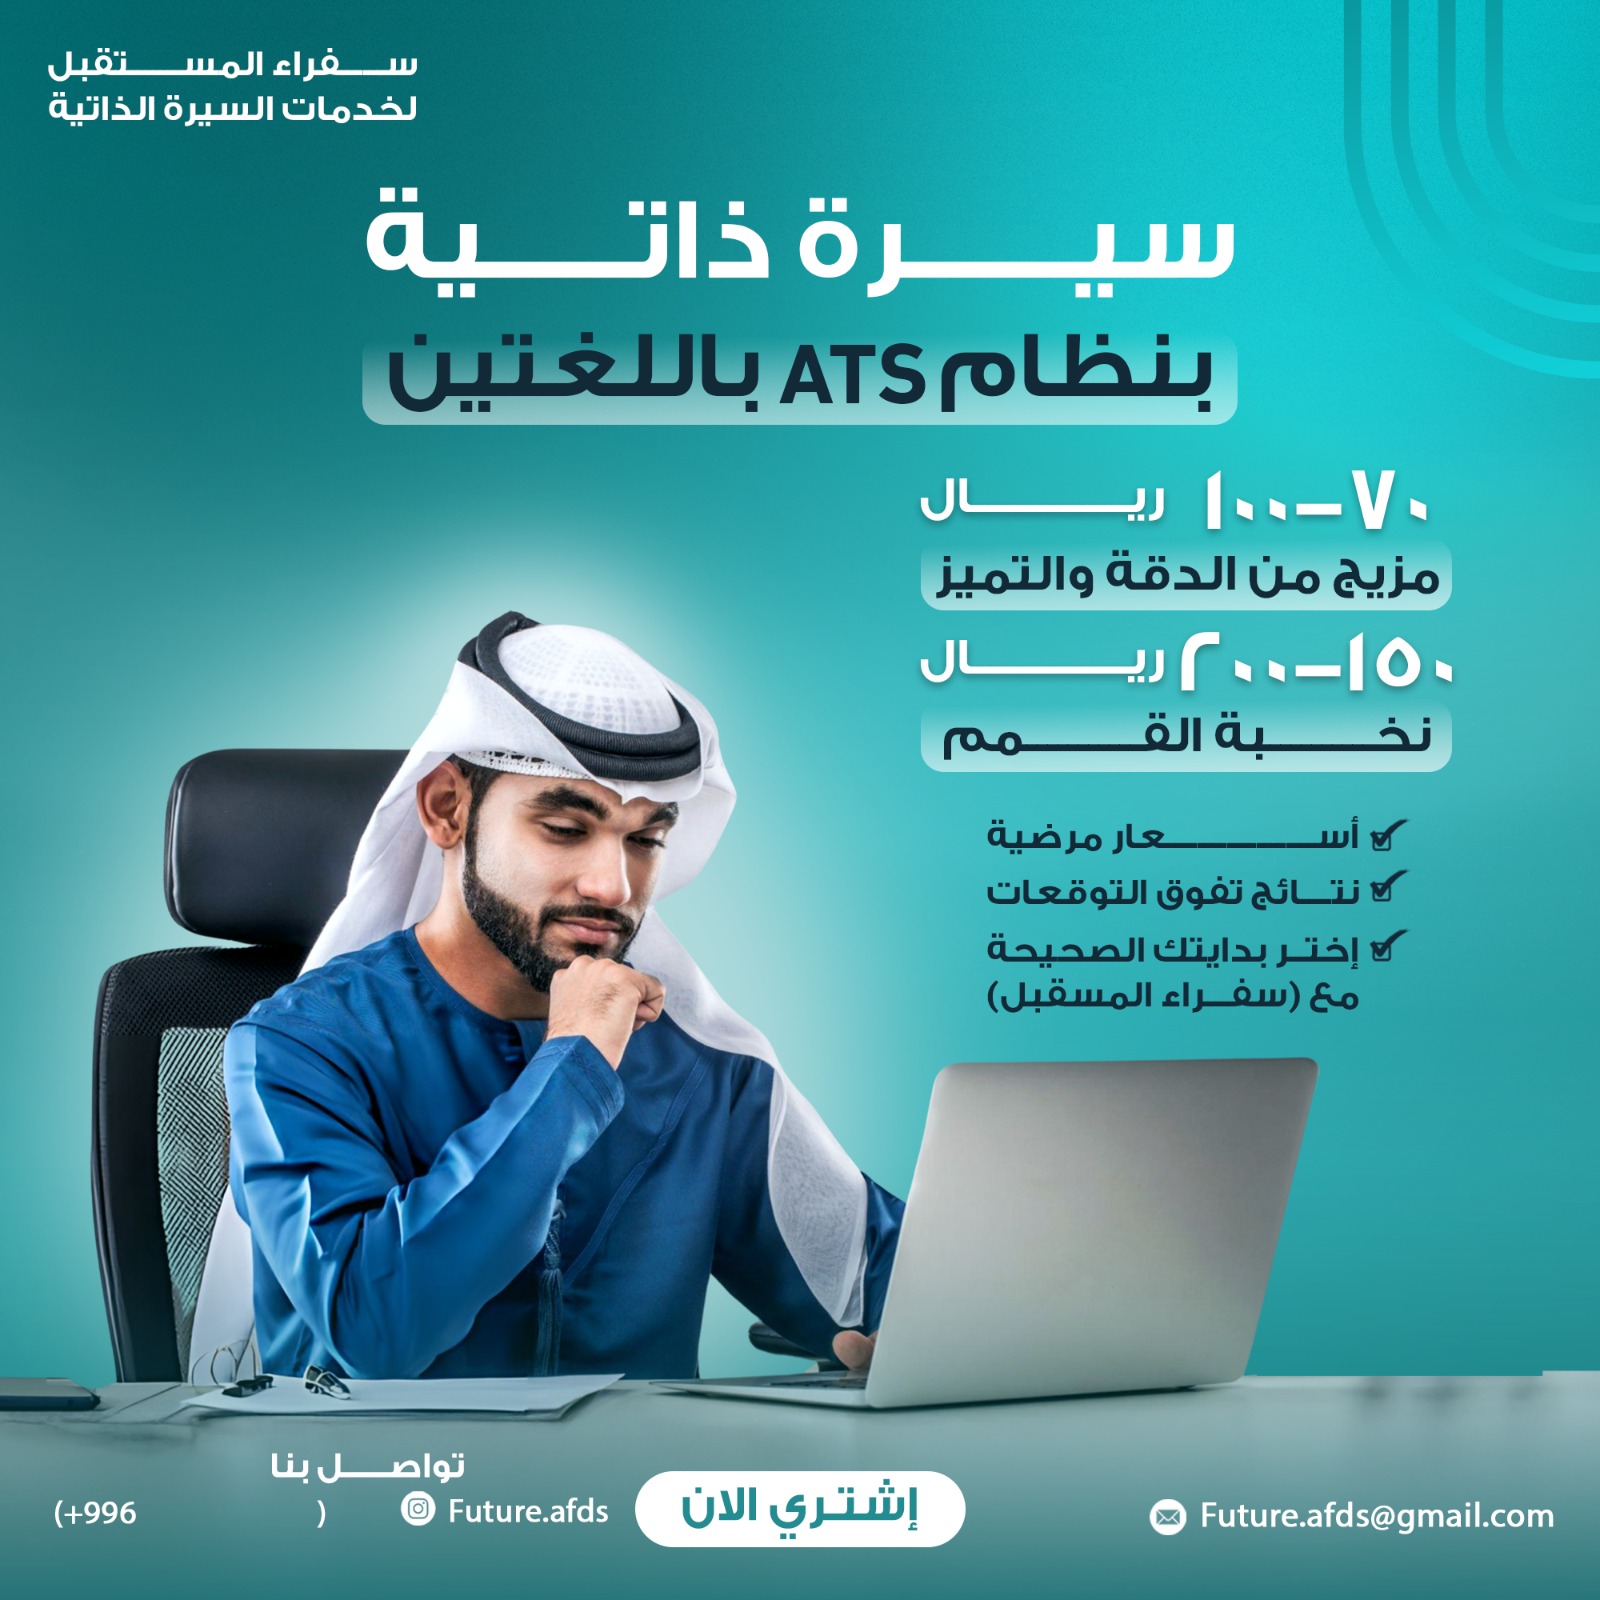 سفراء المستقبل
لخدمات السيرة الذاتية
سيرة ذاتية
بنظام ATS باللغتين
٧٠-١٠٠ ريال
مزيج من الدقة والتميز
١٥٠-٢٠٠ ريال
نخبة القمم
أسعار مرضية
نتائج تفوق التوقعات
إختر بدايتك الصحيحة
مع (سفراء المسقبل)
تواصل بنا
(+996 )
Future.afds
إشتري الان
Future.afds@gmail.com